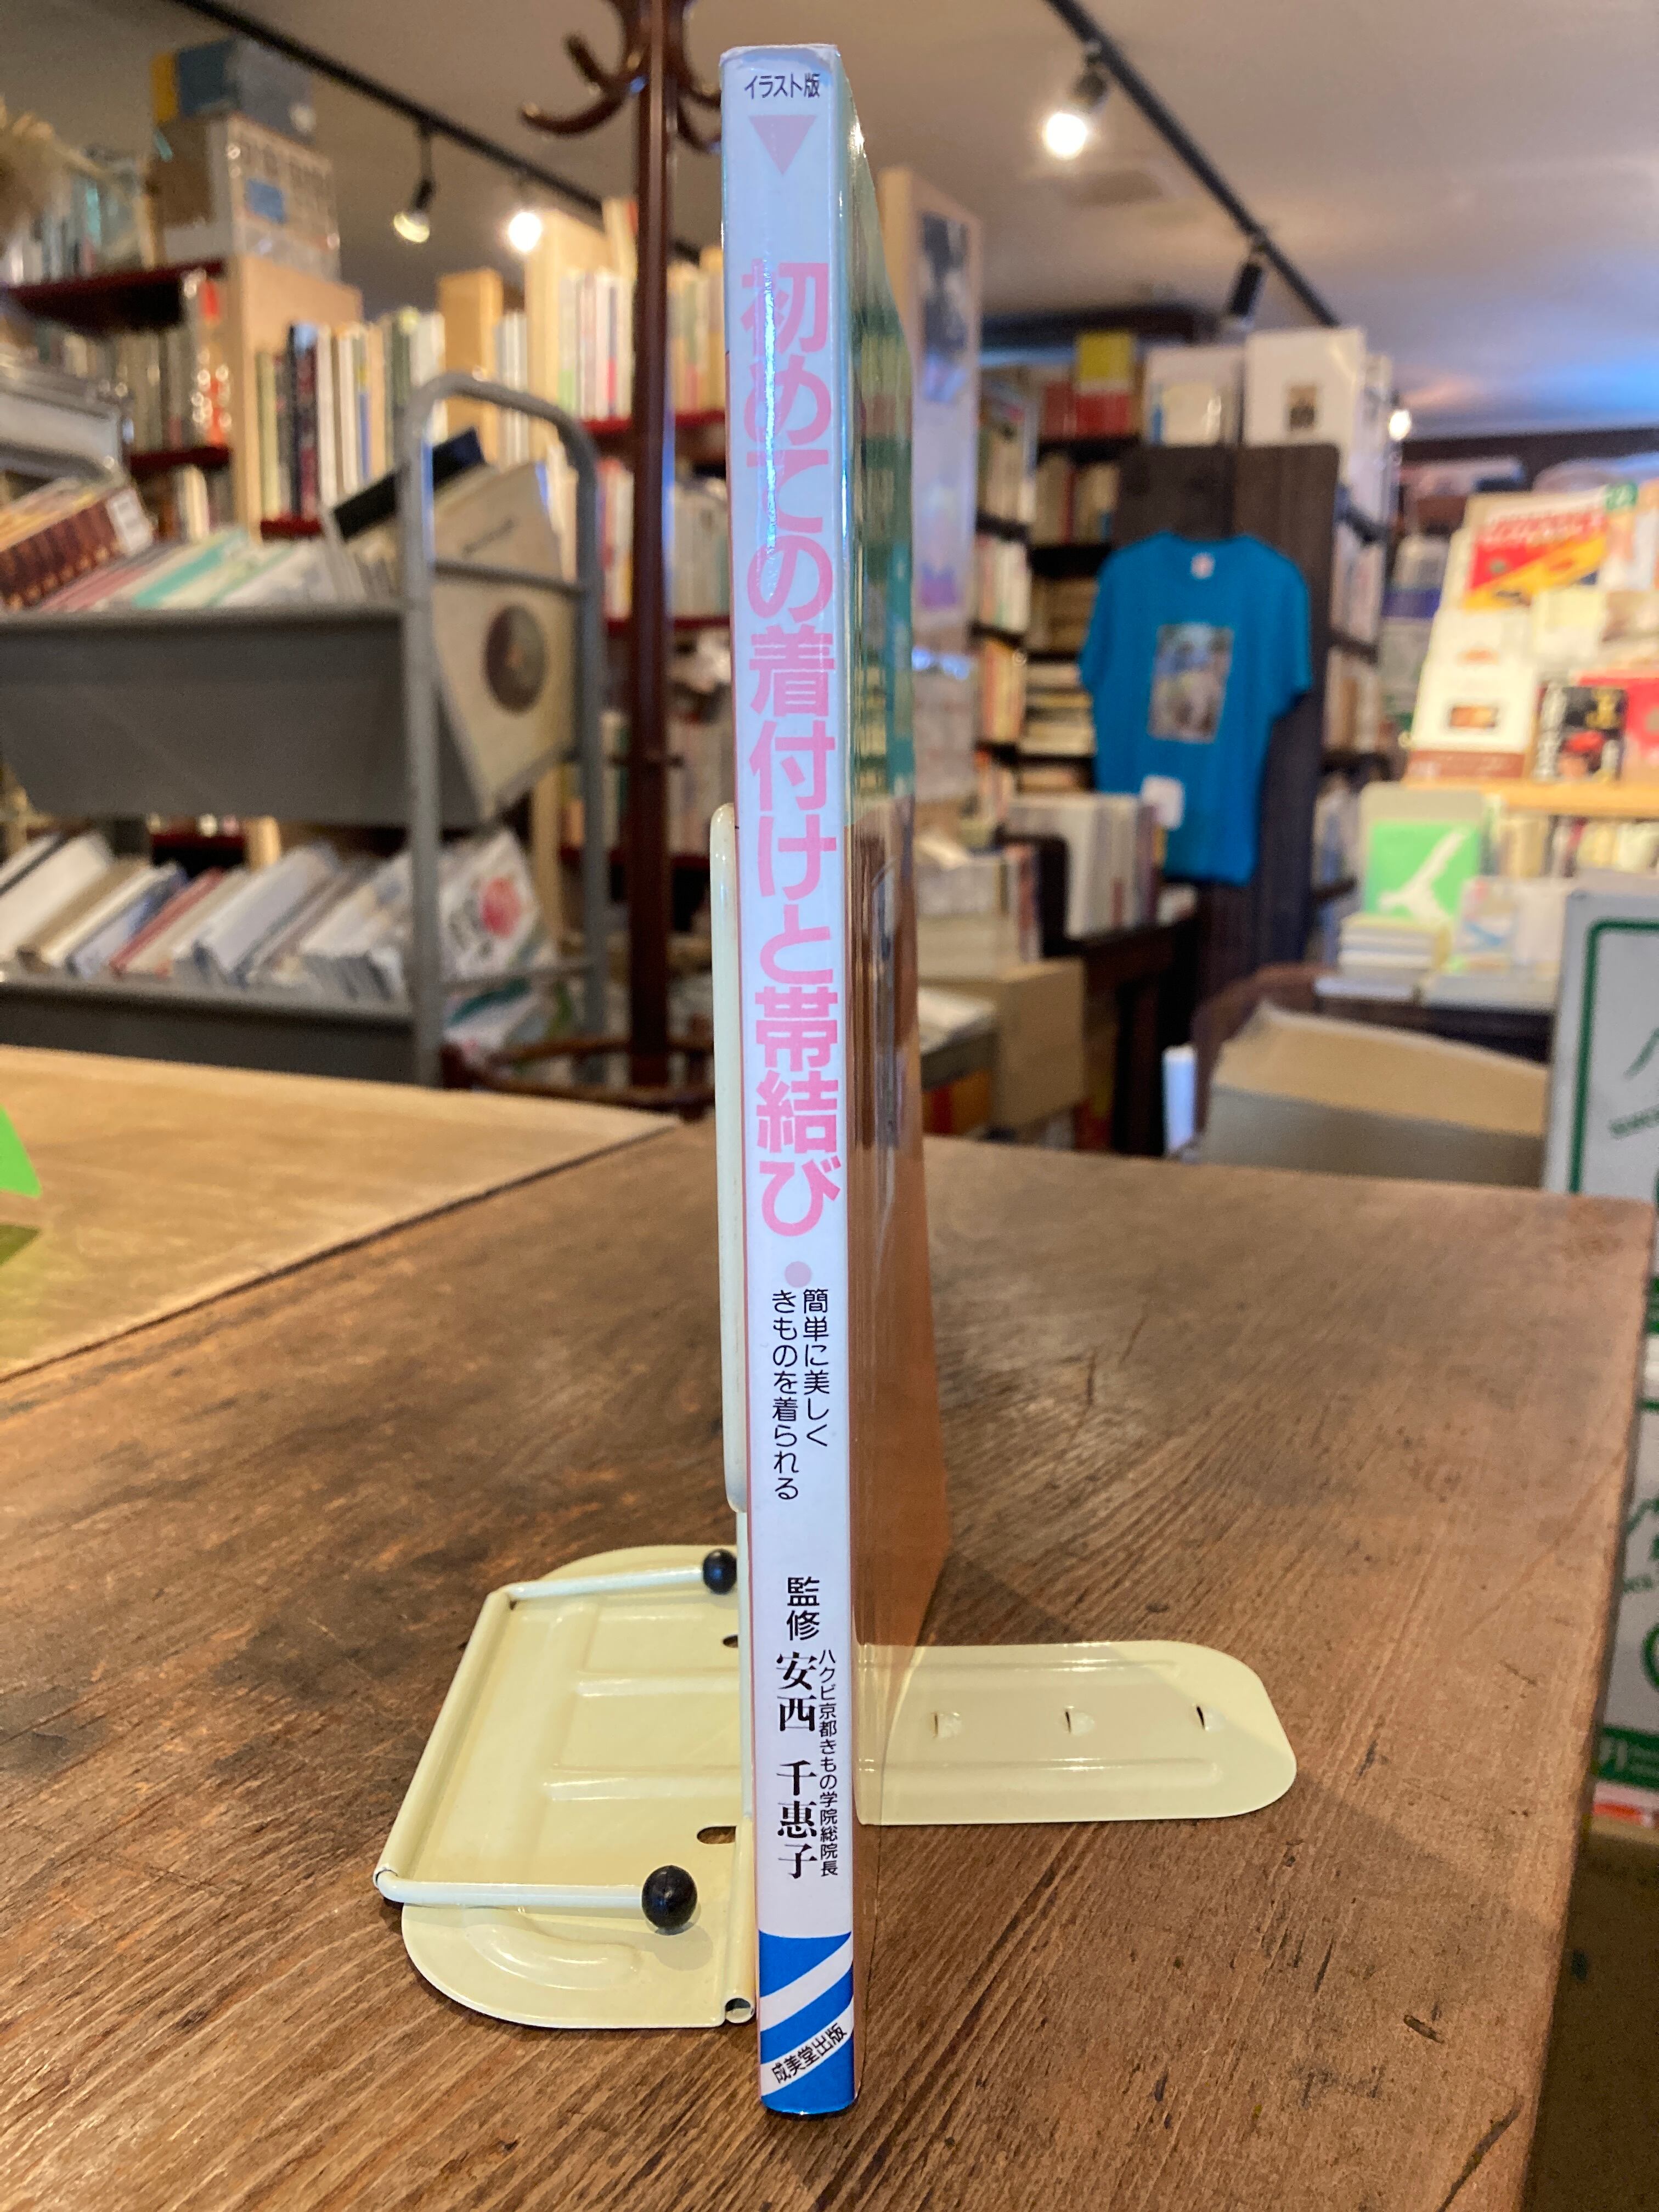 イラスト版
初めての着付けと帯結び
簡単に美しく
きものを着られる
監修
ハクビ京都きもの学院総院長
安西 千恵子
成美堂出版